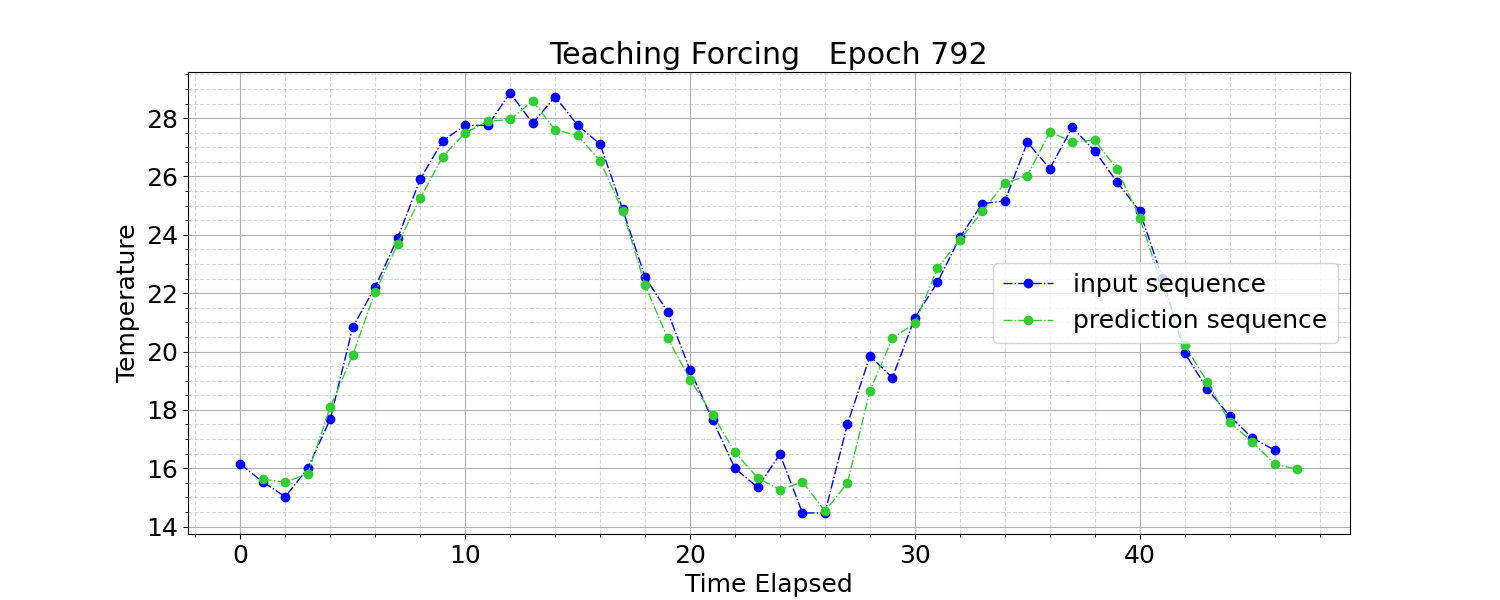 Teaching Forcing   Epoch 792
28
26
24
22
20
18
16
14
Temperature
input sequence
prediction sequence
0 10 20 30 40
Time Elapsed